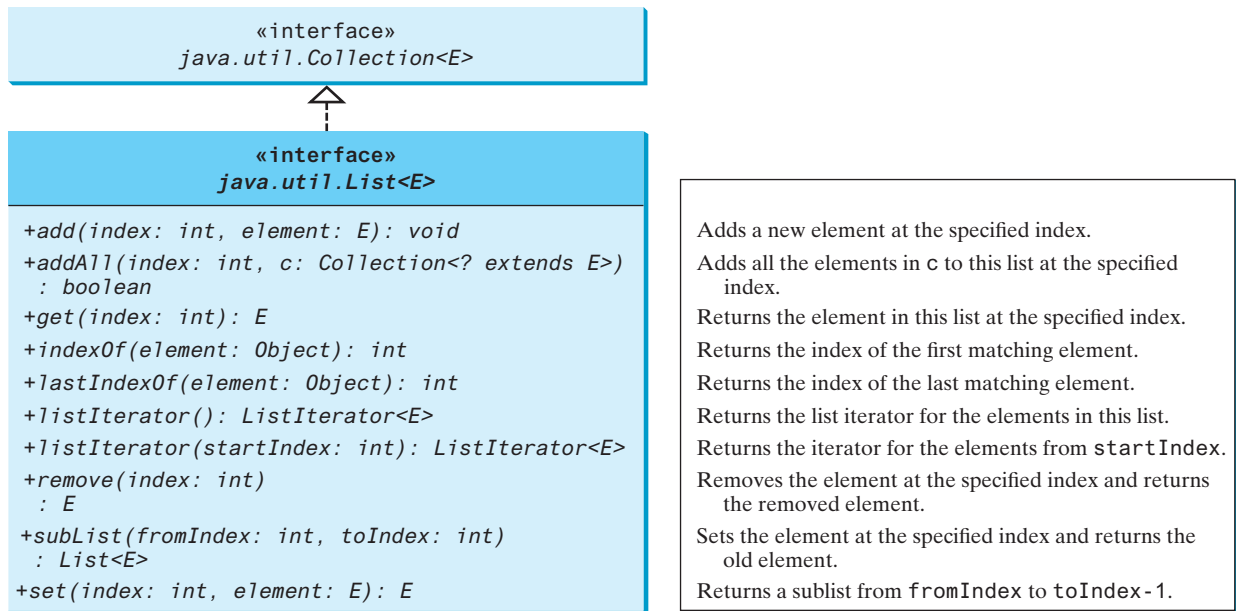 «interface»
java.util.Collection<E>
«interface»
java.util.List<E>
+add(index: int, element: E): void
+addAll(index: int, c: Collection<? extends E>)
: boolean
+get(index: int): E
+indexOf(element: Object): int
+lastIndexOf(element: Object): int
+listIterator(): ListIterator<E>
+listIterator(startIndex: int): ListIterator<E>
+remove(index: int)
: E
+subList(fromIndex: int, toIndex: int)
: List<E>
+set(index: int, element: E): E
Adds a new element at the specified index.
Adds all the elements in c to this list at the specified
index.
Returns the element in this list at the specified index.
Returns the index of the first matching element.
Returns the index of the last matching element.
Returns the list iterator for the elements in this list.
Returns the iterator for the elements from startIndex.
Removes the element at the specified index and returns
the removed element.
Sets the element at the specified index and returns the
old element.
Returns a sublist from fromIndex to toIndex-1.